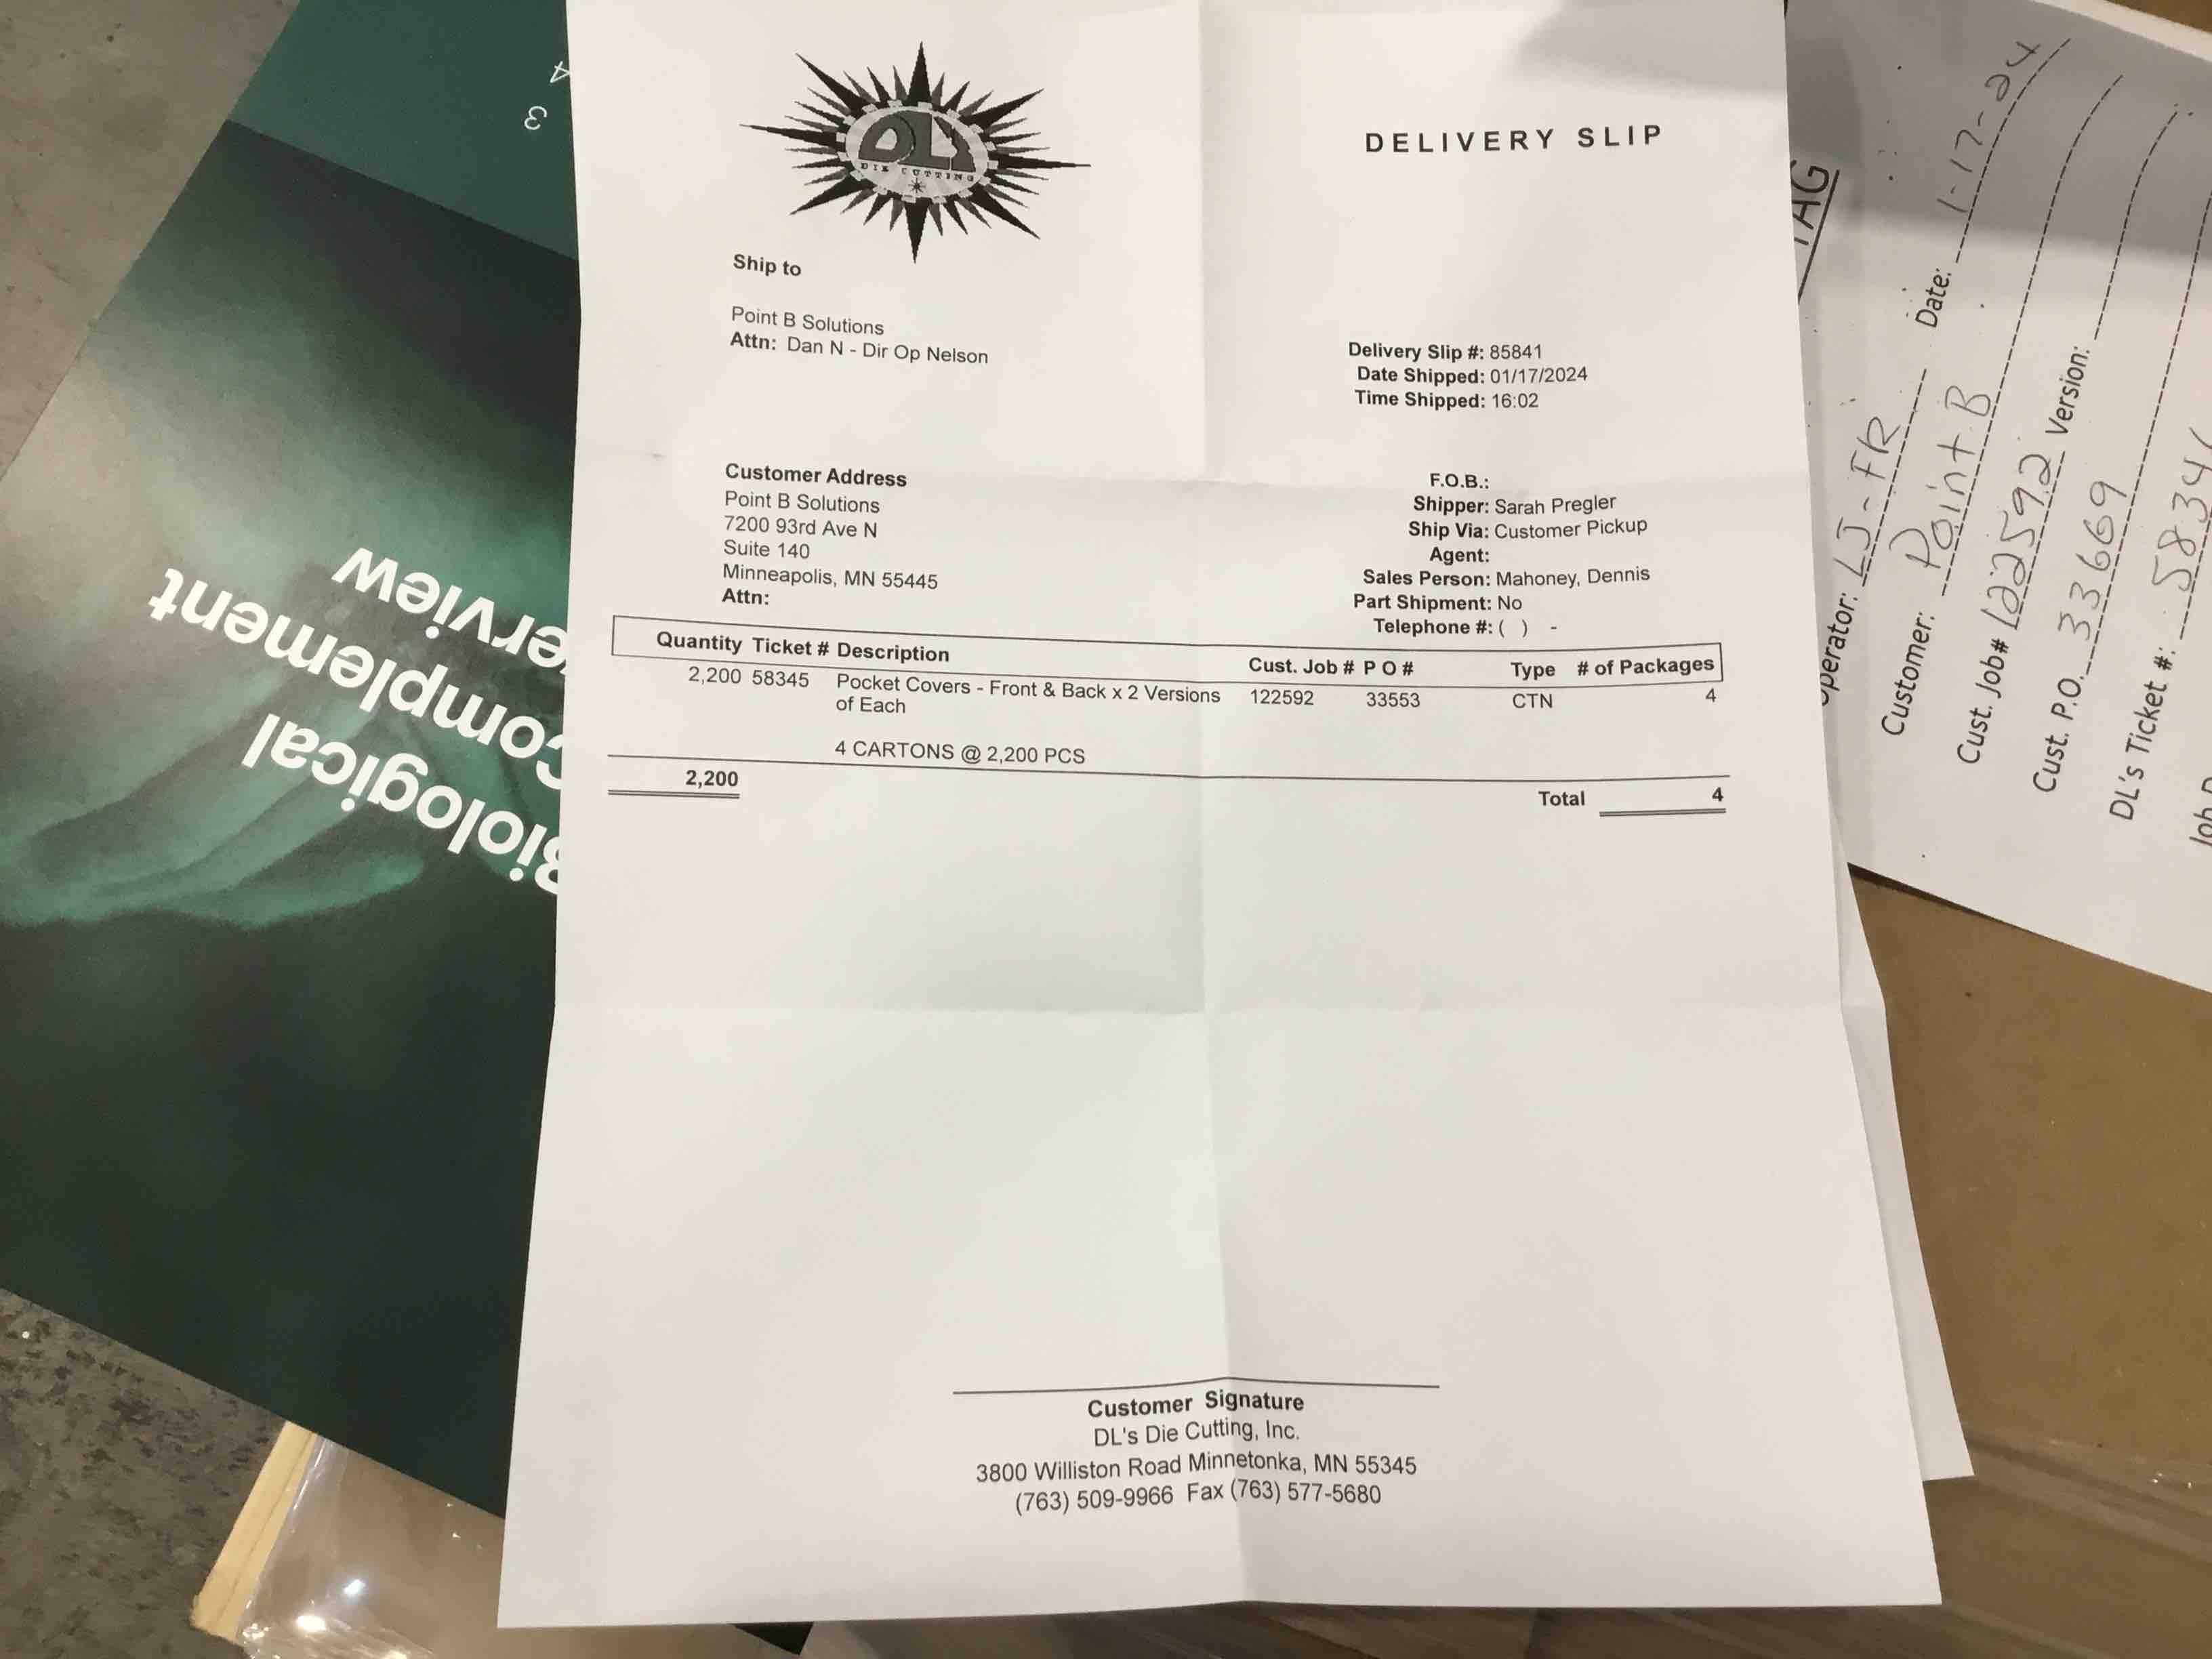 DL's
DIE CUTTING
DELIVERY SLIP
Ship to
Point B Solutions
Attn: Dan N - Dir Op Nelson
Delivery Slip #: 85841
Date Shipped: 01/17/2024
Time Shipped: 16:02
Customer Address
Point B Solutions
7200 93rd Ave N
Suite 140
Minneapolis, MN 55445
Attn:
F.O.B.:
Shipper: Sarah Pregler
Ship Via: Customer Pickup
Agent:
Sales Person: Mahoney, Dennis
Part Shipment: No
Telephone #: ( ) -
Quantity Ticket # Description Cust. Job # P O # Type # of Packages
2,200 58345 Pocket Covers - Front & Back x 2 Versions 122592 33553 CTN 4
of Each
4 CARTONS @ 2,200 PCS
2,200 Total 4
Customer Signature
DL's Die Cutting, Inc.
3800 Williston Road Minnetonka, MN 55345
(763) 509-9966 Fax (763) 577-5680
3
4
Biological
Complement
erview
TAG
Operator: LJ-FR Date: 1-17-24
Customer: Point B
Cust. Job# 122592 Version:
Cust. P.O. 33669
DL's Ticket #: 5834
Job